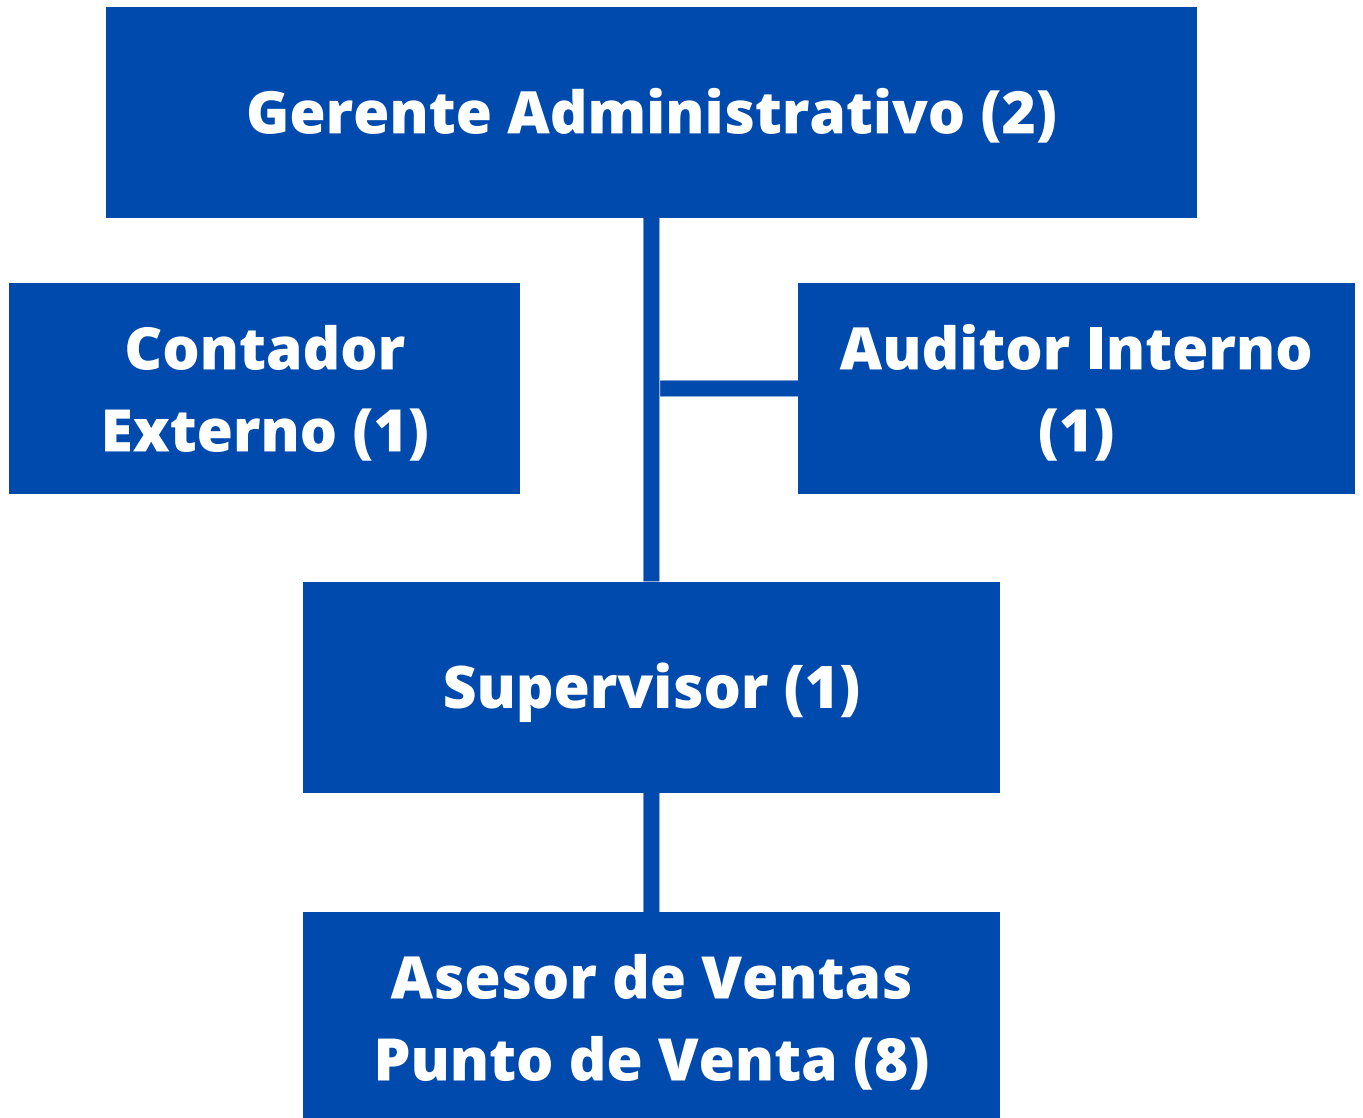 Gerente Administrativo (2)
Contador
Externo (1)
Auditor Interno
(1)
Supervisor (1)
Asesor de Ventas
Punto de Venta (8)